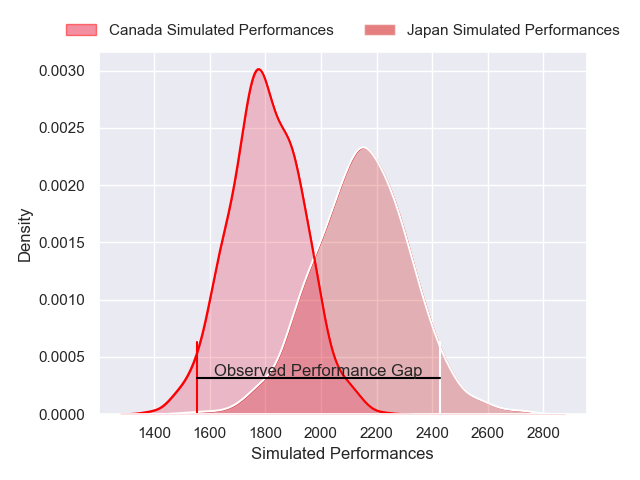 Canada Simulated Performances
Japan Simulated Performances
0.0030
0.0025
0.0020
0.0015
0.0010
0.0005
0.0000
Density
Observed Performance Gap
1400 1600 1800 2000 2200 2400 2600 2800
Simulated Performances